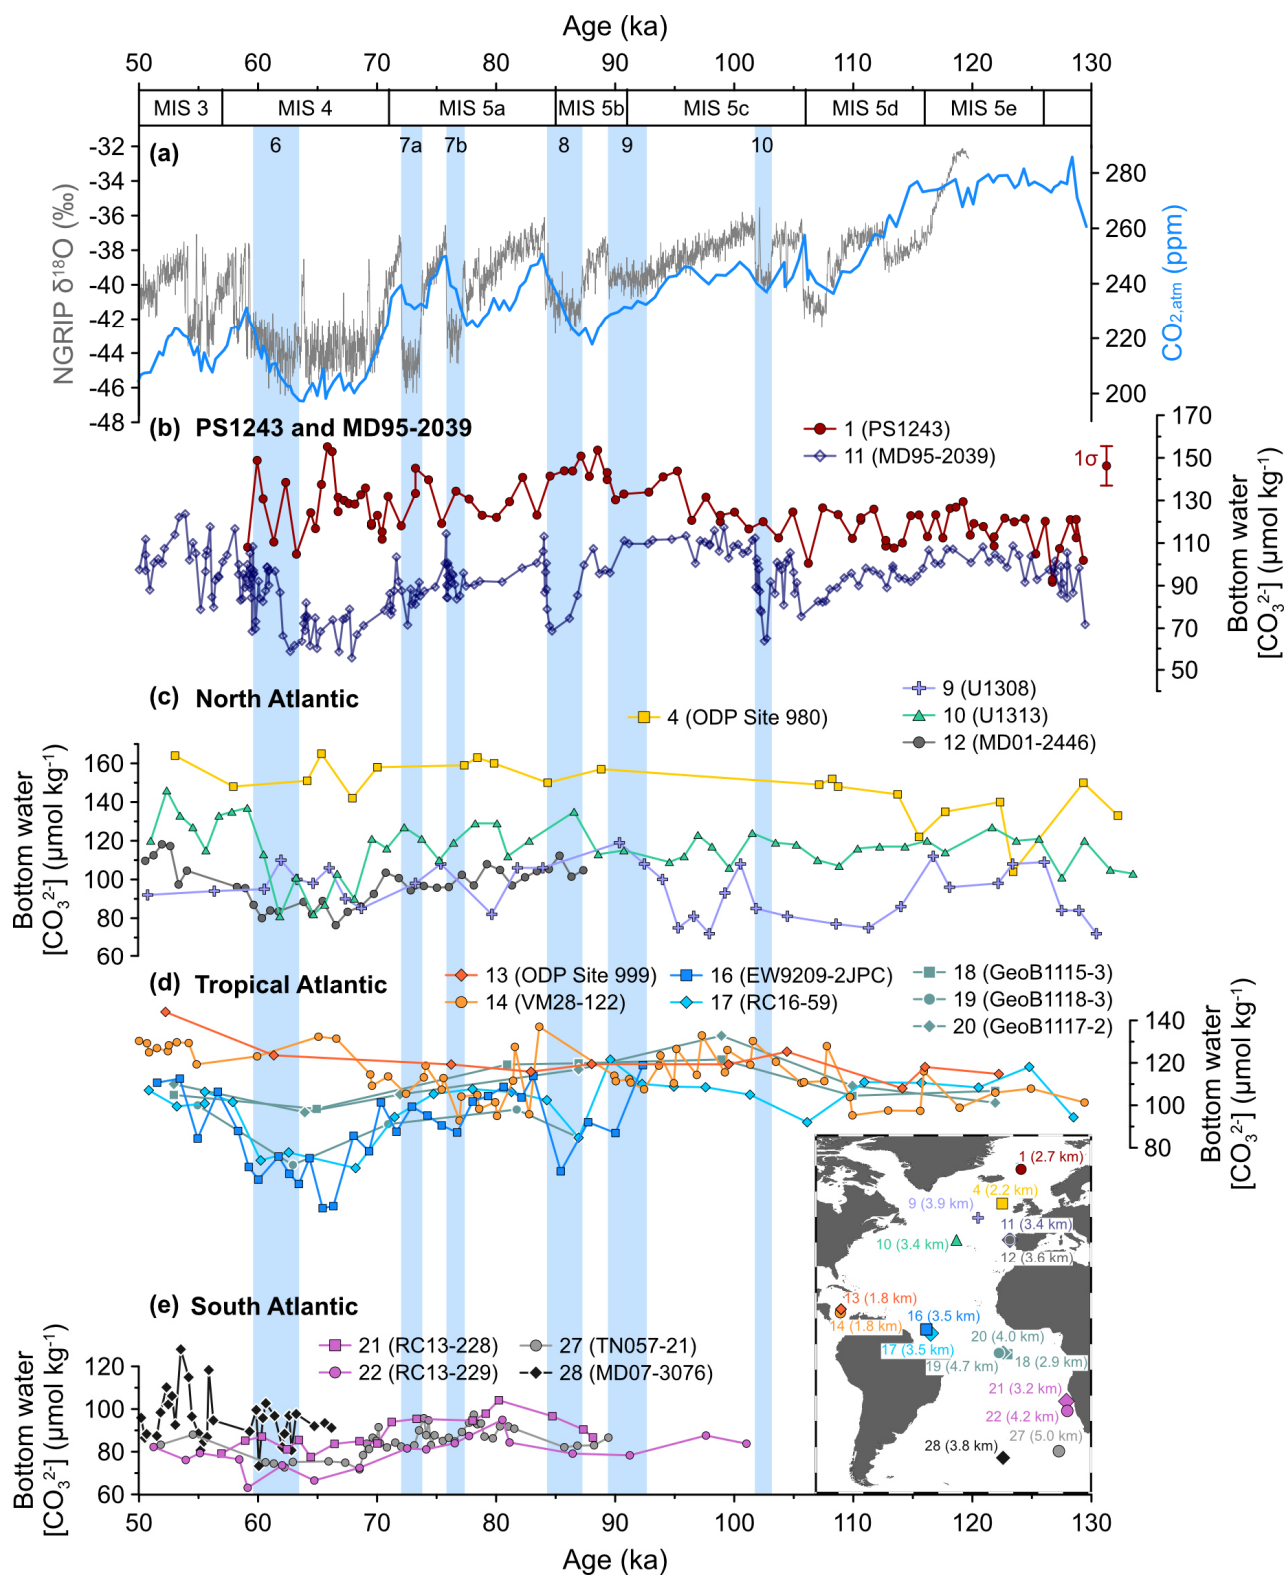 Age (ka)
50 60 70 80 90 100 110 120 130
MIS 3 MIS 4 MIS 5a MIS 5b MIS 5c MIS 5d MIS 5e
6 7a 7b 8 9 10
(a)
NGRIP δ¹⁸O (‰)
-32
-34
-36
-38
-40
-42
-44
-46
-48
CO₂,atm (ppm)
280
260
240
220
200
(b) PS1243 and MD95-2039
1 (PS1243)
11 (MD95-2039)
1σ
170
150
130
110
90
70
50
Bottom water
[CO₃²⁻] (µmol kg⁻¹)
(c) North Atlantic
4 (ODP Site 980)
9 (U1308)
10 (U1313)
12 (MD01-2446)
Bottom water
[CO₃²⁻] (µmol kg⁻¹)
160
140
120
100
80
60
(d) Tropical Atlantic
13 (ODP Site 999)
14 (VM28-122)
16 (EW9209-2JPC)
17 (RC16-59)
18 (GeoB1115-3)
19 (GeoB1118-3)
20 (GeoB1117-2)
140
120
100
80
Bottom water
[CO₃²⁻] (µmol kg⁻¹)
1 (2.7 km)
4 (2.2 km)
9 (3.9 km)
11 (3.4 km)
10 (3.4 km)
12 (3.6 km)
13 (1.8 km)
14 (1.8 km)
16 (3.5 km)
17 (3.5 km)
20 (4.0 km)
19 (4.7 km)
18 (2.9 km)
21 (3.2 km)
22 (4.2 km)
27 (5.0 km)
28 (3.8 km)
(e) South Atlantic
21 (RC13-228)
22 (RC13-229)
27 (TN057-21)
28 (MD07-3076)
Bottom water
[CO₃²⁻] (µmol kg⁻¹)
120
100
80
60
50 60 70 80 90 100 110 120 130
Age (ka)